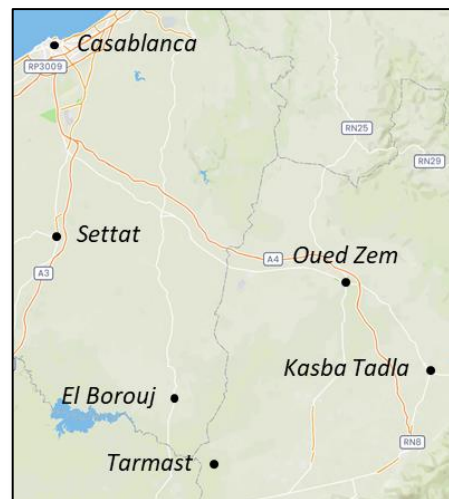 Casablanca
RP3009
RN25
RN29
Settat
Oued Zem
A4
A3
Kasba Tadla
El Borouj
RN8
Tarmast